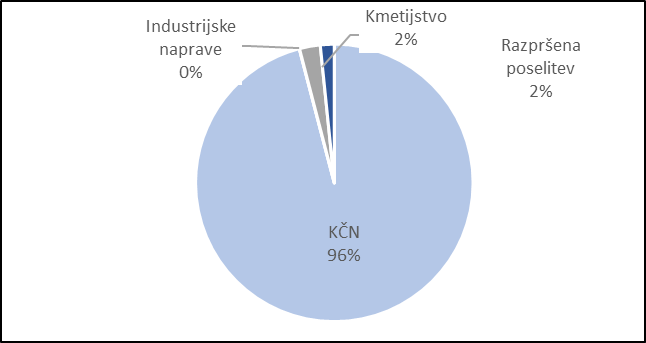 Industrijske
naprave
0%
Kmetijstvo
2%
Razpršena
poselitev
2%
KČN
96%